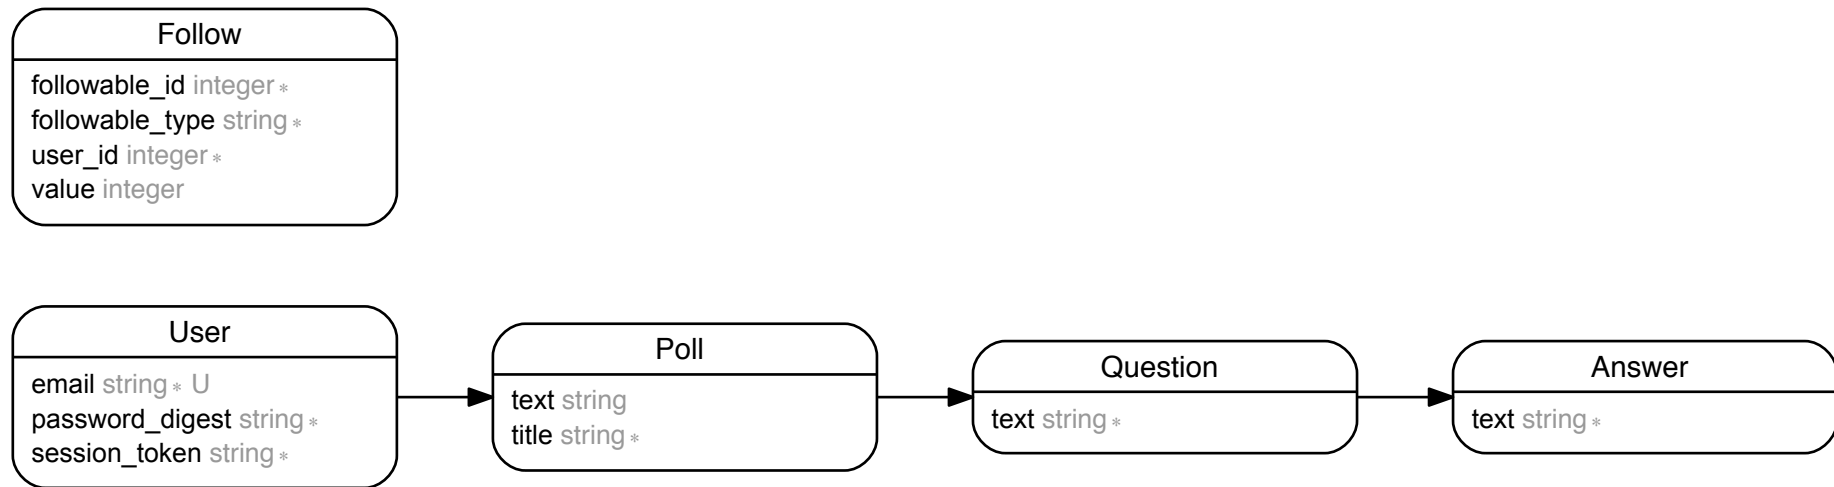 Follow
followable_id integer *
followable_type string *
user_id integer *
value integer
User
email string * U
password_digest string *
session_token string *
Poll
text string
title string *
Question
text string *
Answer
text string *